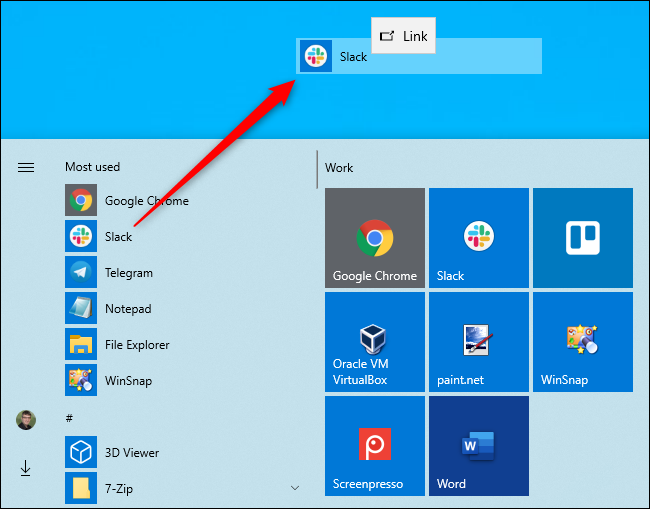 Link
Slack
Most used
Google Chrome
Slack
Telegram
Notepad
File Explorer
WinSnap
#
3D Viewer
7-Zip
Work
Google Chrome
Slack
Oracle VM
VirtualBox
paint.net
WinSnap
Screenpresso
W
Word